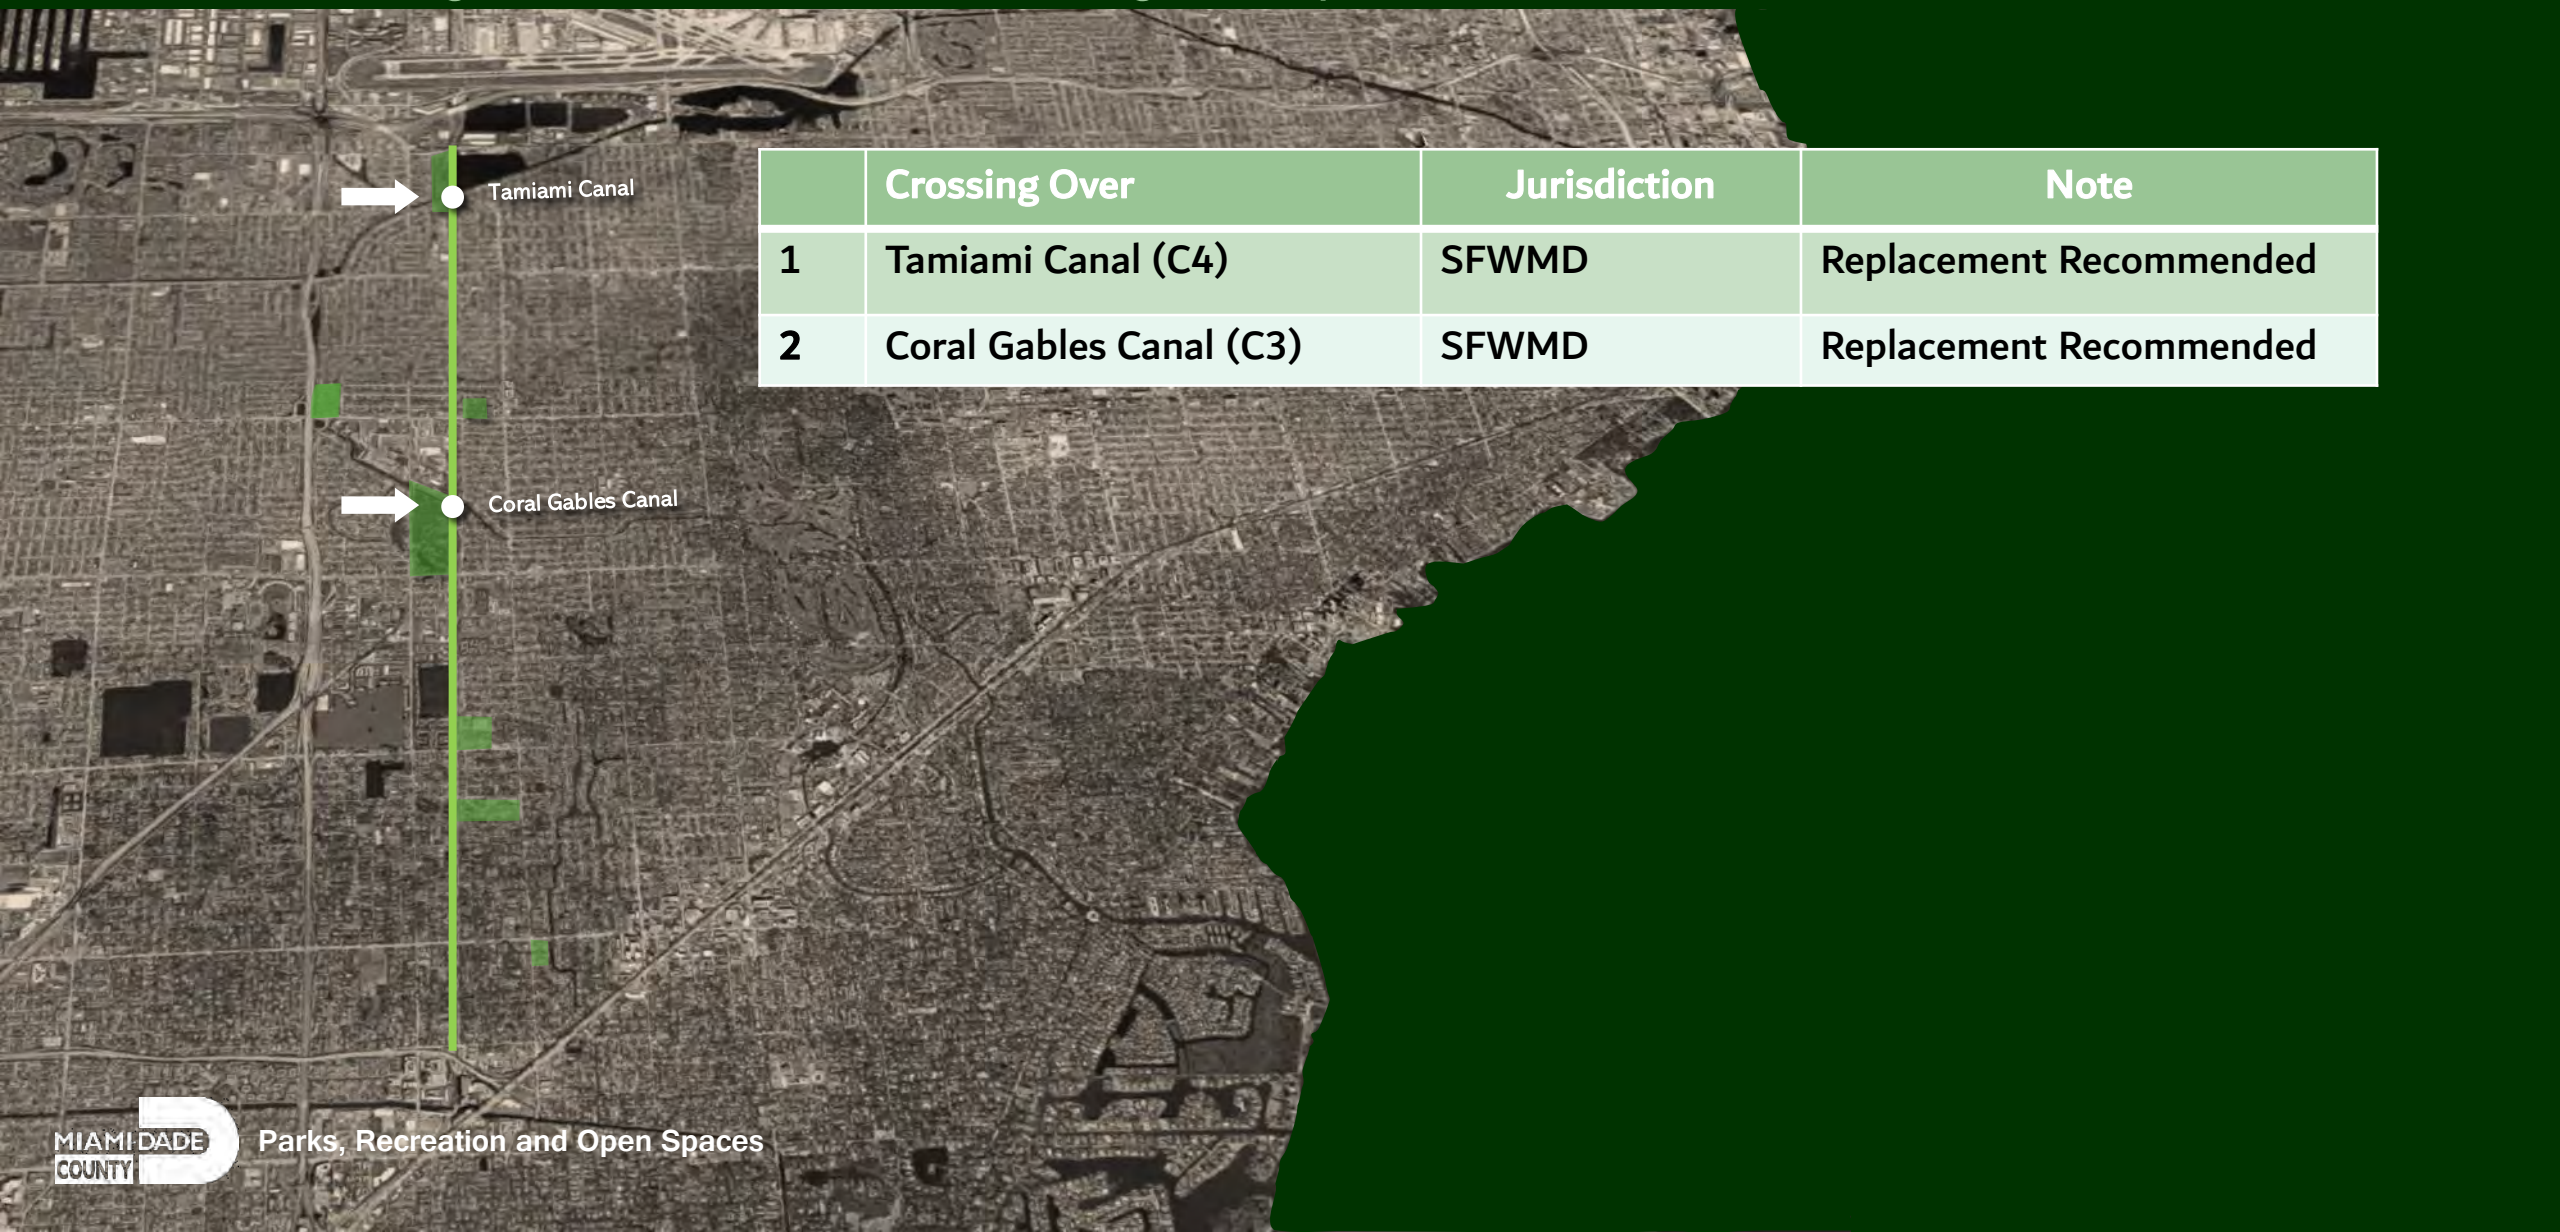 Crossing Over Jurisdiction Note
1 Tamiami Canal (C4) SFWMD Replacement Recommended
2 Coral Gables Canal (C3) SFWMD Replacement Recommended
Tamiami Canal
Coral Gables Canal
MIAMI-DADE
COUNTY
Parks, Recreation and Open Spaces